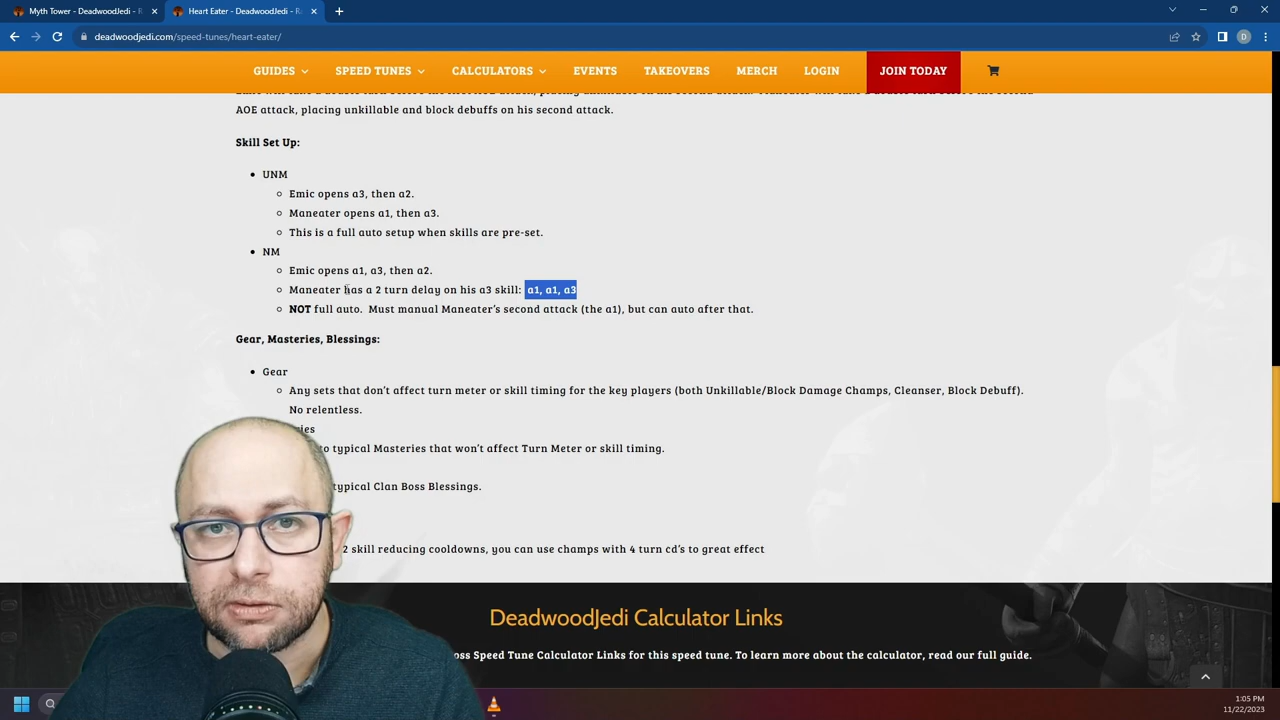 Myth Tower - DeadwoodJedi - R
Heart Eater - DeadwoodJedi - Ra
deadwoodjedi.com/speed-tunes/heart-eater/
D
GUIDES SPEED TUNES CALCULATORS EVENTS TAKEOVERS MERCH LOGIN JOIN TODAY
AOE attack, placing unkillable and block debuffs on his second attack.
Skill Set Up:
UNM
Emic opens a3, then a2.
Maneater opens a1, then a3.
This is a full auto setup when skills are pre-set.
NM
Emic opens a1, a3, then a2.
Maneater has a 2 turn delay on his a3 skill: a1, a1, a3
NOT full auto. Must manual Maneater's second attack (the a1), but can auto after that.
Gear, Masteries, Blessings:
Gear
Any sets that don't affect turn meter or skill timing for the key players (both Unkillable/Block Damage Champs, Cleanser, Block Debuff).
No relentless.
ries
to typical Masteries that won't affect Turn Meter or skill timing.
typical Clan Boss Blessings.
2 skill reducing cooldowns, you can use champs with 4 turn cd's to great effect
DeadwoodJedi Calculator Links
oss Speed Tune Calculator Links for this speed tune. To learn more about the calculator, read our full guide.
1:05 PM
11/22/2023